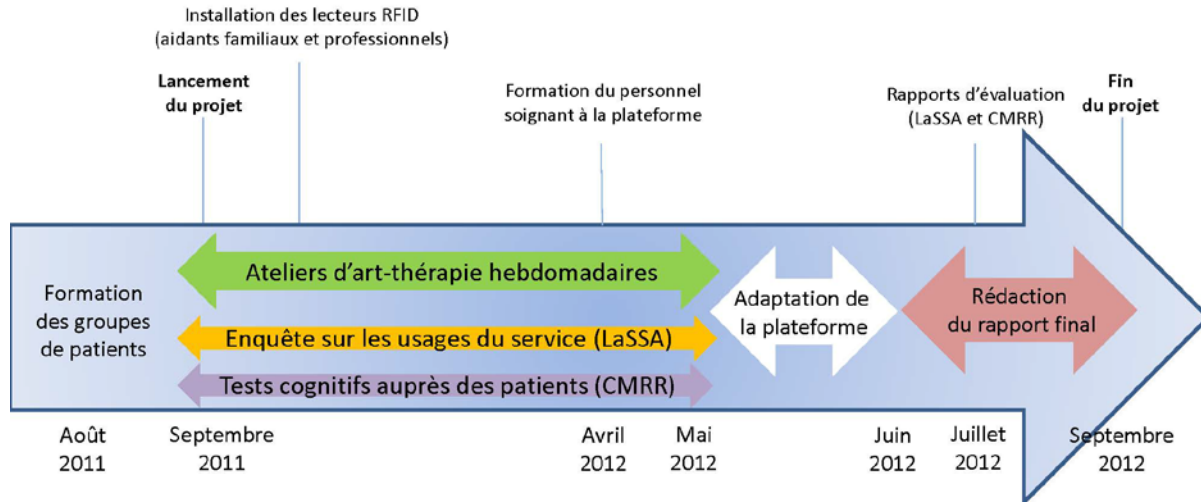 Installation des lecteurs RFID
(aidants familiaux et professionnels)
Lancement
du projet
Formation du personnel
soignant à la plateforme
Rapports d'évaluation
(LaSSA et CMRR)
Fin
du projet
Formation
des groupes
de patients
Ateliers d'art-thérapie hebdomadaires
Enquête sur les usages du service (LaSSA)
Tests cognitifs auprès des patients (CMRR)
Adaptation de
la plateforme
Rédaction
du rapport final
Août
2011
Septembre
2011
Avril
2012
Mai
2012
Juin
2012
Juillet
2012
Septembre
2012